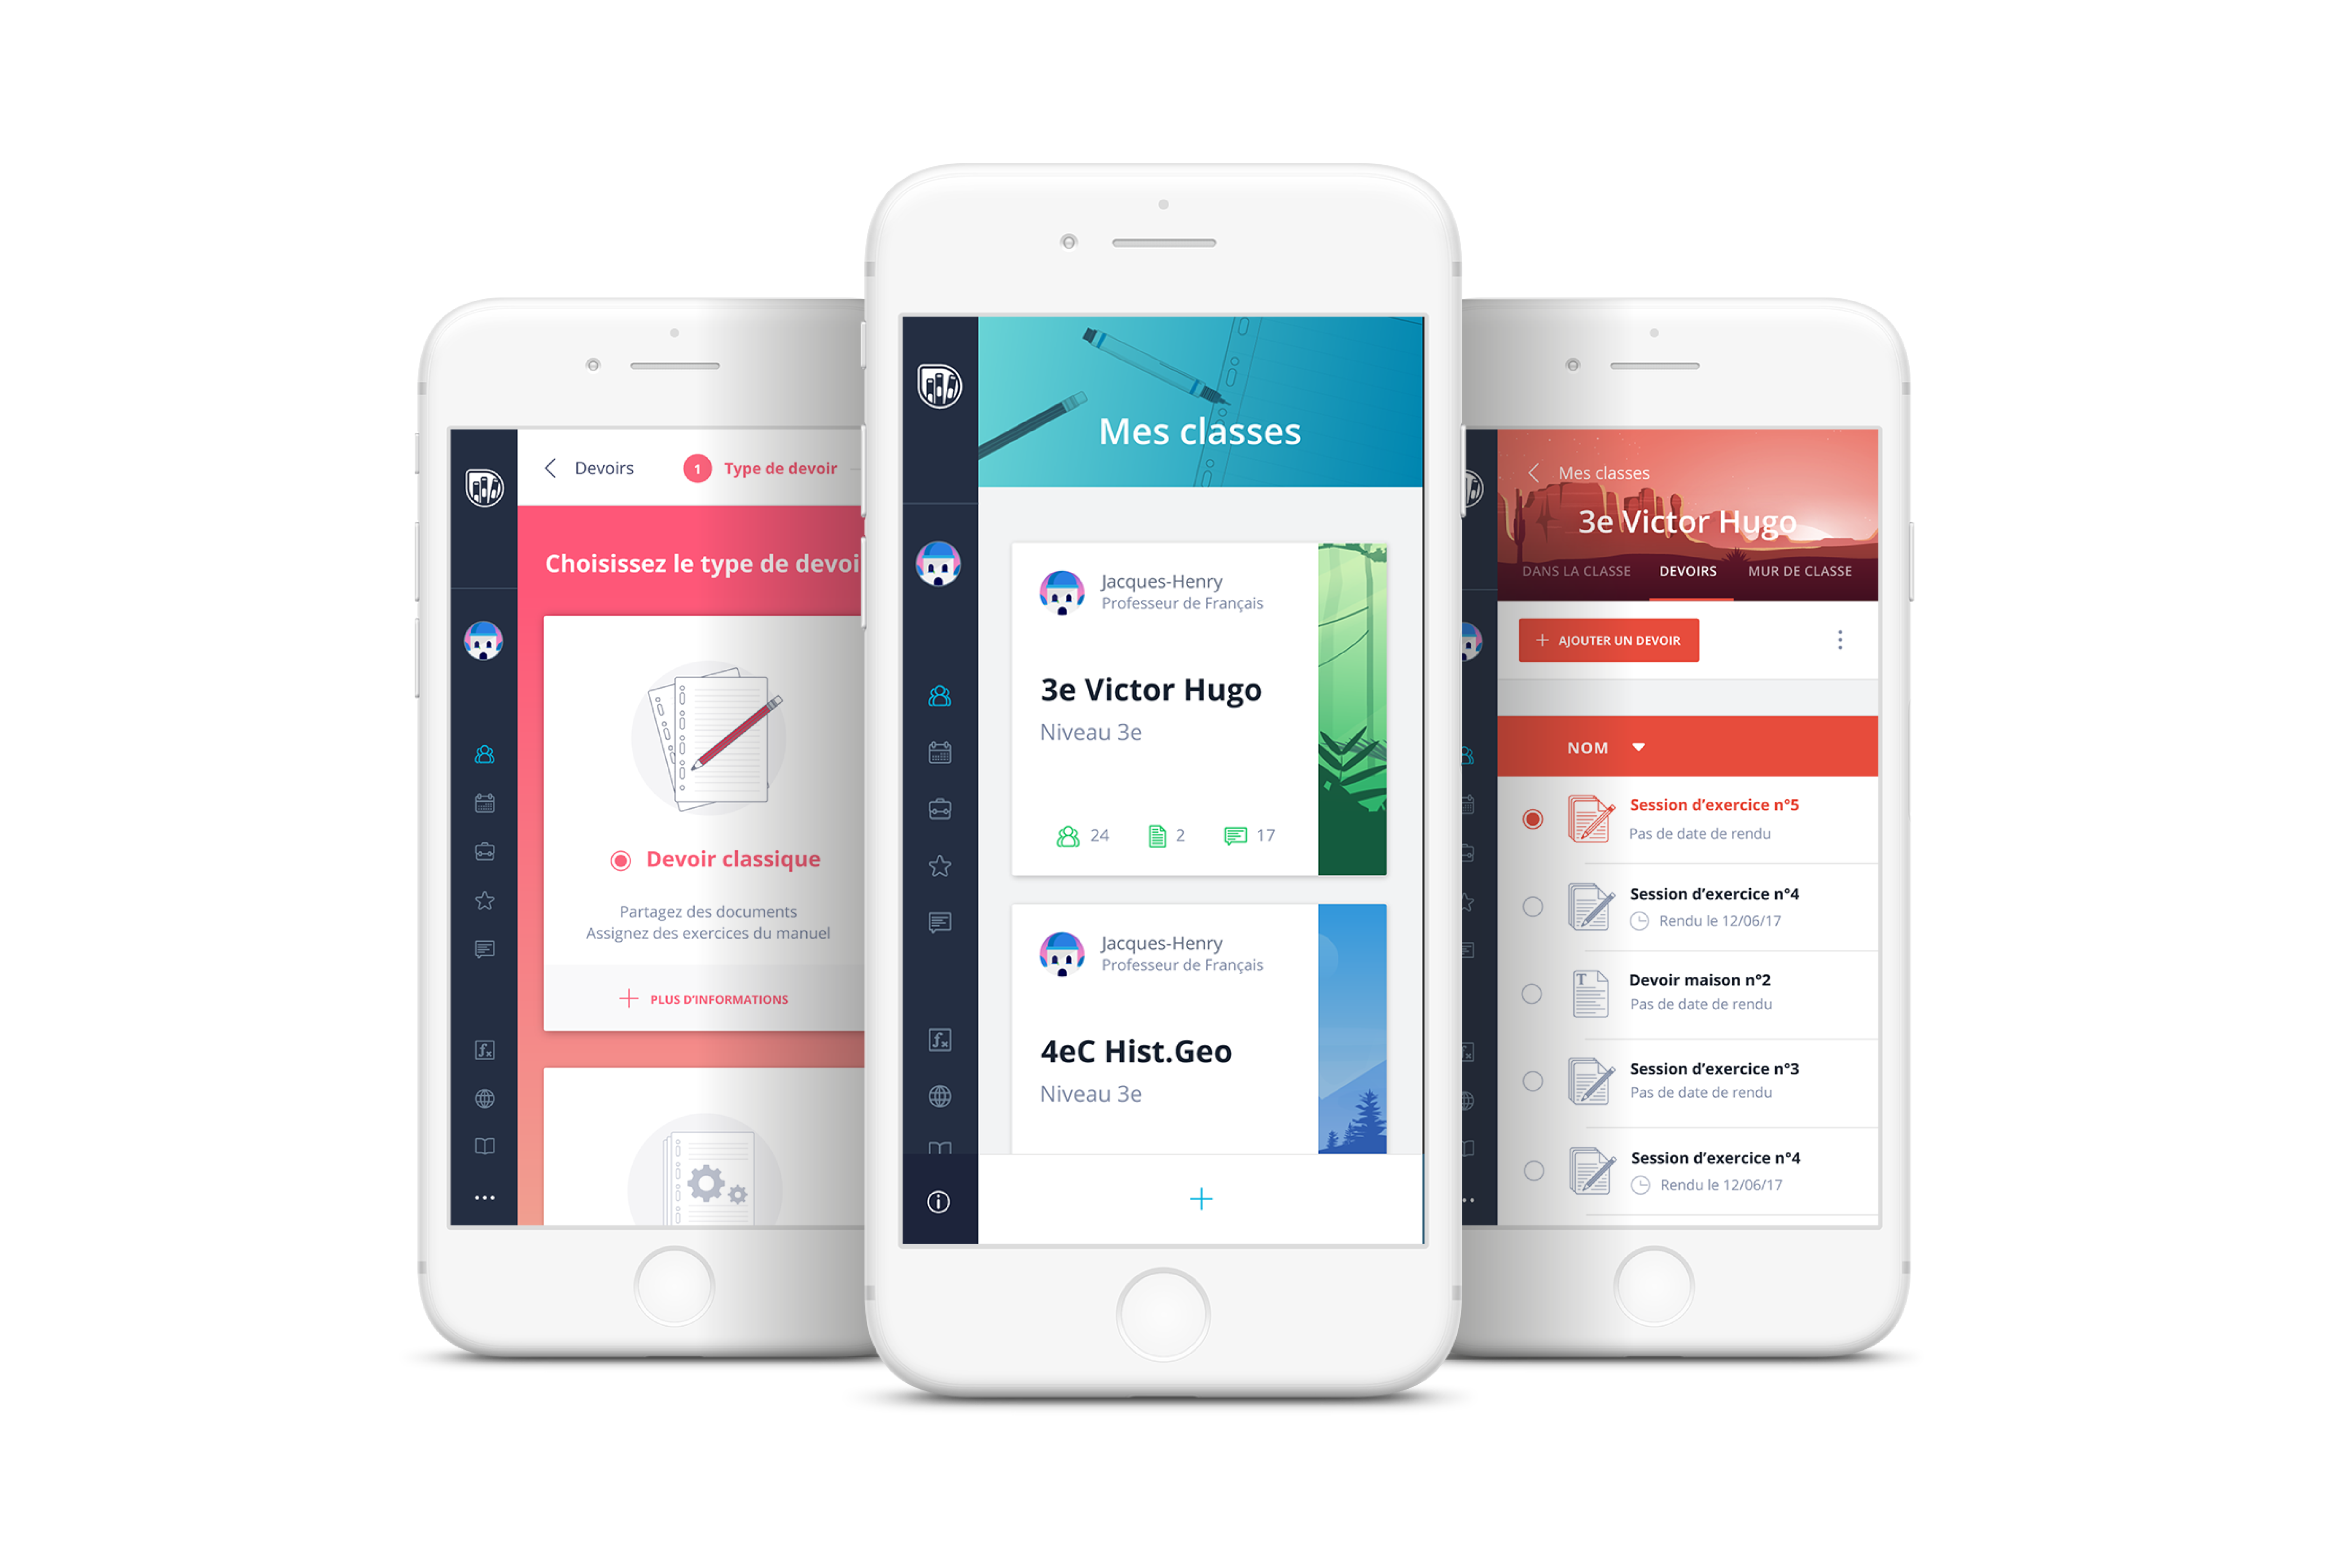 Devoirs
1
Type de devoir
Choisissez le type de devoi
Devoir classique
Partagez des documents
Assignez des exercices du manuel
PLUS D'INFORMATIONS
Mes classes
Jacques-Henry
Professeur de Français
3e Victor Hugo
Niveau 3e
24
2
17
Jacques-Henry
Professeur de Français
4eC Hist.Geo
Niveau 3e
Mes classes
3e Victor Hugo
DANS LA CLASSE
DEVOIRS
MUR DE CLASSE
AJOUTER UN DEVOIR
NOM
Session d'exercice n°5
Pas de date de rendu
Session d'exercice n°4
Rendu le 12/06/17
Devoir maison n°2
Pas de date de rendu
Session d'exercice n°3
Pas de date de rendu
Session d'exercice n°4
Rendu le 12/06/17